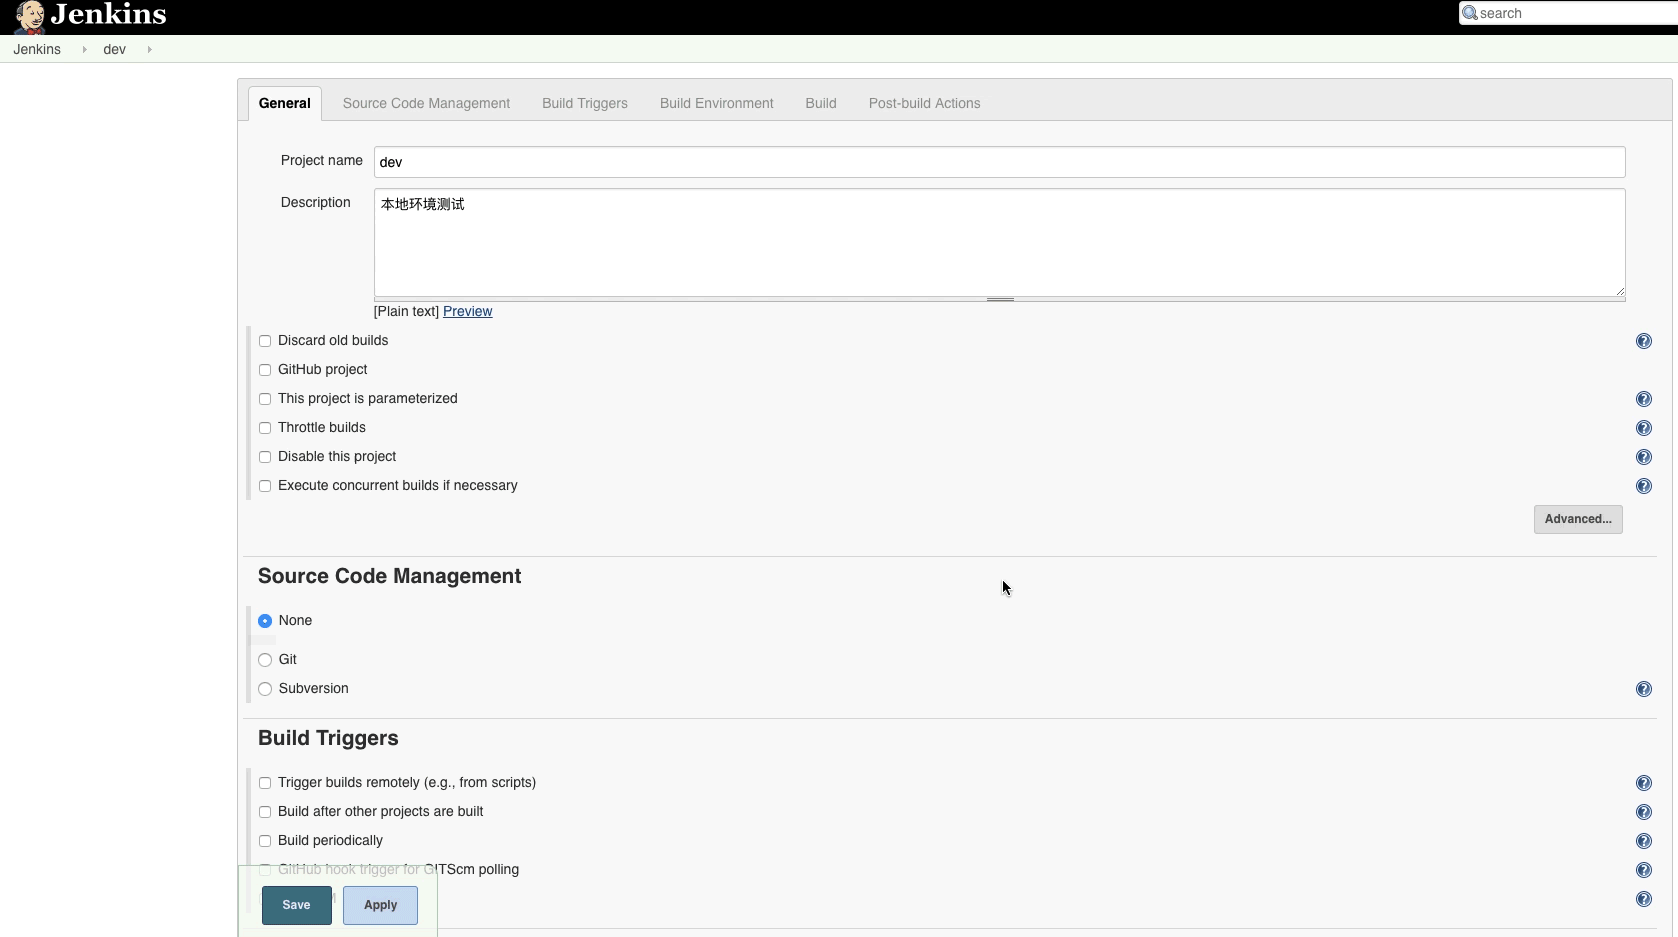 Jenkins
search
Jenkins dev
General Source Code Management Build Triggers Build Environment Build Post-build Actions
Project name dev
Description 本地环境测试
[Plain text] Preview
Discard old builds
GitHub project
This project is parameterized
Throttle builds
Disable this project
Execute concurrent builds if necessary
Advanced...
Source Code Management
None
Git
Subversion
Build Triggers
Trigger builds remotely (e.g., from scripts)
Build after other projects are built
Build periodically
GitHub hook trigger for GITScm polling
Save Apply